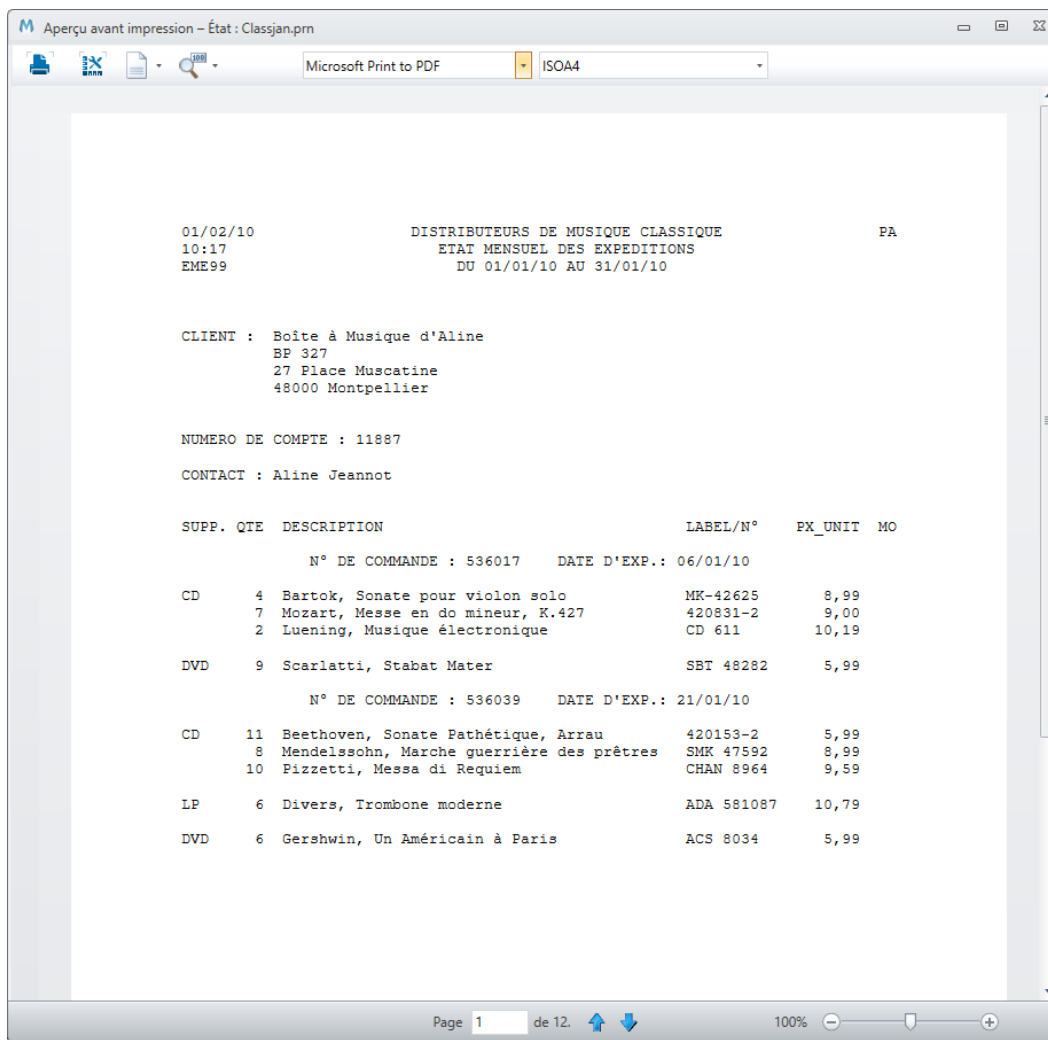 Aperçu avant impression – État : Classjan.prn
100
Microsoft Print to PDF ISOA4
01/02/10 DISTRIBUTEURS DE MUSIQUE CLASSIQUE PA
10:17 ETAT MENSUEL DES EXPEDITIONS
EME99 DU 01/01/10 AU 31/01/10
CLIENT : Boîte à Musique d'Aline
BP 327
27 Place Muscatine
48000 Montpellier
NUMERO DE COMPTE : 11887
CONTACT : Aline Jeannot
SUPP. QTE DESCRIPTION LABEL/N° PX_UNIT MO
N° DE COMMANDE : 536017 DATE D'EXP.: 06/01/10
CD 4 Bartok, Sonate pour violon solo MK-42625 8,99
7 Mozart, Messe en do mineur, K.427 420831-2 9,00
2 Luening, Musique électronique CD 611 10,19
DVD 9 Scarlatti, Stabat Mater SBT 48282 5,99
N° DE COMMANDE : 536039 DATE D'EXP.: 21/01/10
CD 11 Beethoven, Sonate Pathétique, Arrau 420153-2 5,99
8 Mendelssohn, Marche guerrière des prêtres SMK 47592 8,99
10 Pizzetti, Messa di Requiem CHAN 8964 9,59
LP 6 Divers, Trombone moderne ADA 581087 10,79
DVD 6 Gershwin, Un Américain à Paris ACS 8034 5,99
Page 1 de 12. 100%